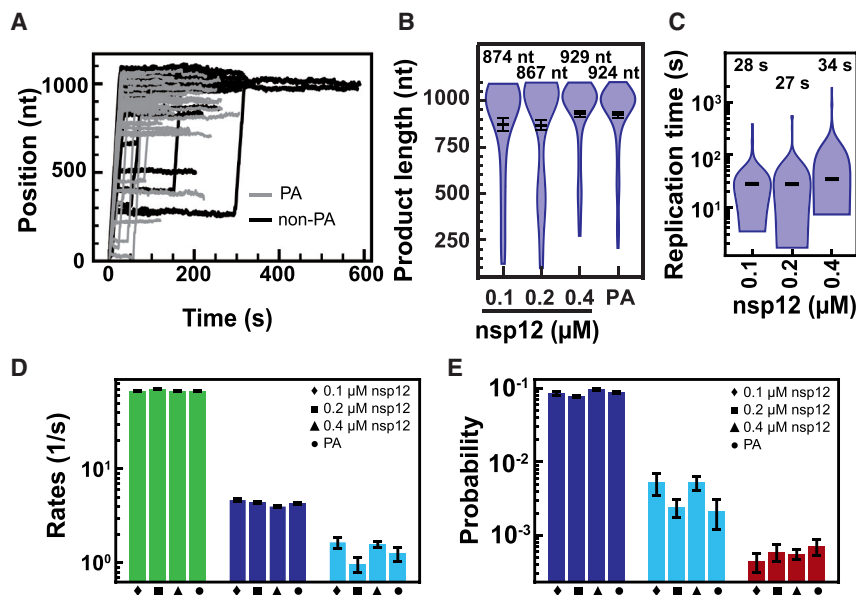 A
Position (nt)
1000
500
0
PA
non-PA
0
200
400
600
Time (s)
B
Product length (nt)
1000
750
500
250
874 nt
867 nt
929 nt
924 nt
0.1
0.2
0.4
PA
nsp12 (µM)
C
Replication time (s)
10³
10²
10¹
28 s
27 s
34 s
0.1
0.2
0.4
nsp12 (µM)
D
Rates (1/s)
10¹
10⁰
♦ 0.1 µM nsp12
■ 0.2 µM nsp12
▲ 0.4 µM nsp12
● PA
♦ ■ ▲ ● ♦ ■ ▲ ● ♦ ■ ▲ ●
E
Probability
10⁻¹
10⁻²
10⁻³
♦ 0.1 µM nsp12
■ 0.2 µM nsp12
▲ 0.4 µM nsp12
● PA
♦ ■ ▲ ● ♦ ■ ▲ ● ♦ ■ ▲ ●